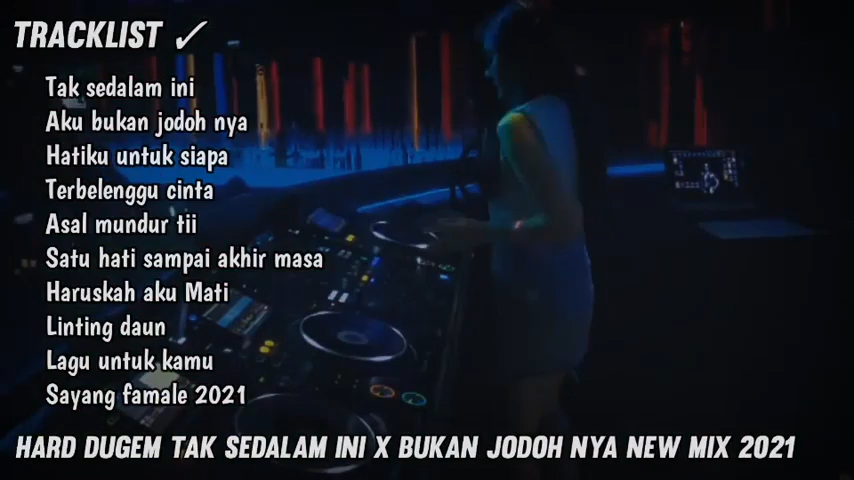 TRACKLIST ✓
Tak sedalam ini
Aku bukan jodoh nya
Hatiku untuk siapa
Terbelenggu cinta
Asal mundur tii
Satu hati sampai akhir masa
Haruskah aku Mati
Linting daun
Lagu untuk kamu
Sayang famale 2021
HARD DUGEM TAK SEDALAM INI X BUKAN JODOH NYA NEW MIX 2021